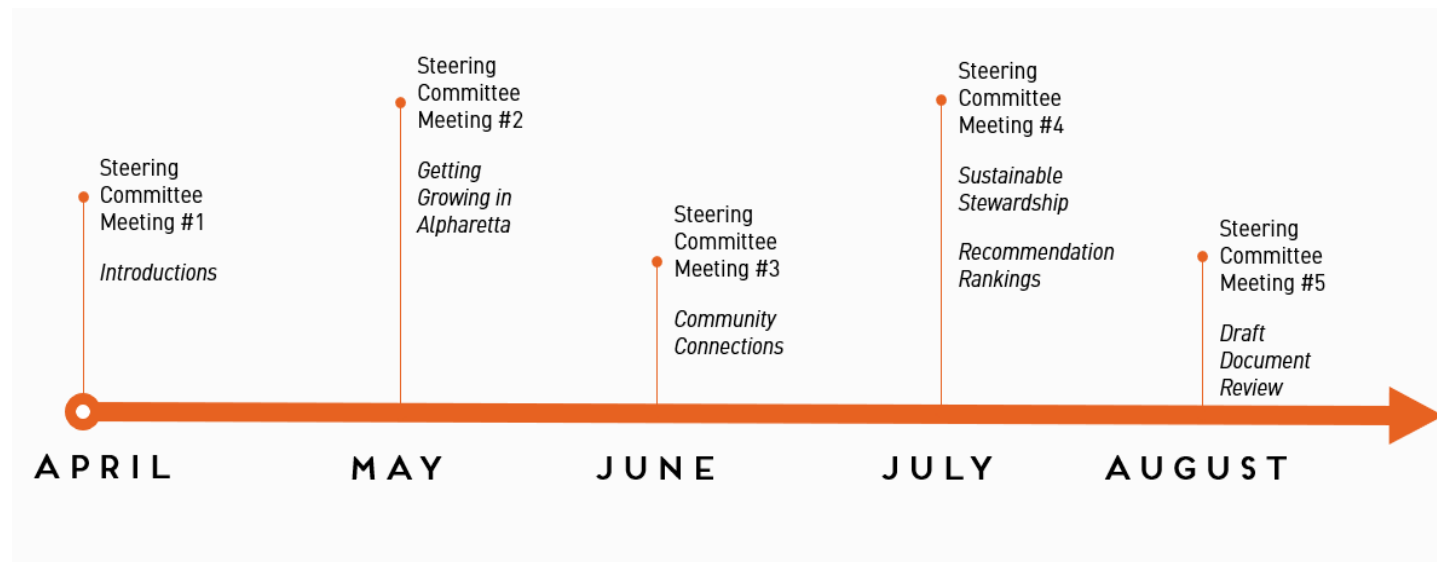 Steering
Committee
Meeting #1
Introductions
Steering
Committee
Meeting #2
Getting
Growing in
Alpharetta
Steering
Committee
Meeting #3
Community
Connections
Steering
Committee
Meeting #4
Sustainable
Stewardship
Recommendation
Rankings
Steering
Committee
Meeting #5
Draft
Document
Review
APRIL
MAY
JUNE
JULY
AUGUST